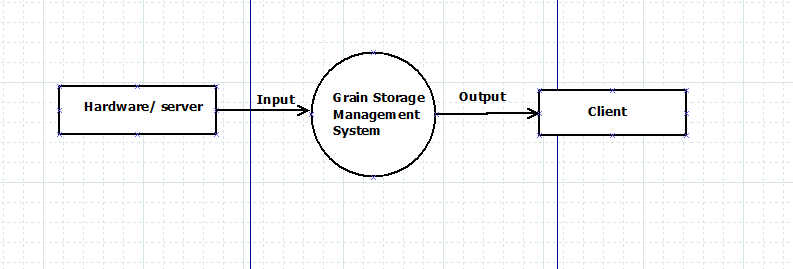 Hardware/ server
Input
Grain Storage
Management
System
Output
Client